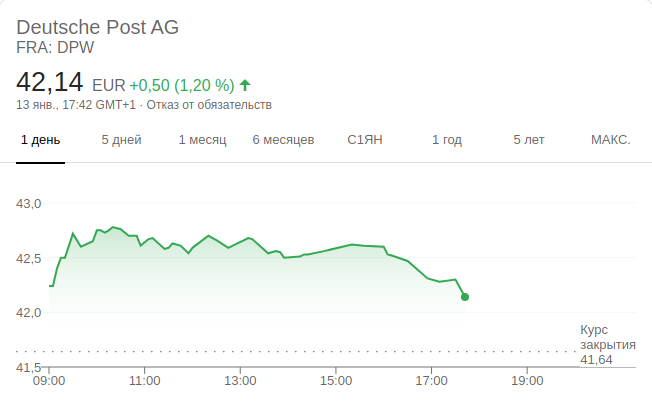 Deutsche Post AG
FRA: DPW
42,14 EUR +0,50 (1,20 %)
13 янв., 17:42 GMT+1 · Отказ от обязательств
1 день 5 дней 1 месяц 6 месяцев С1ЯН 1 год 5 лет МАКС.
43,0
42,5
42,0
Курс
закрытия
41,64
41,5
09:00 11:00 13:00 15:00 17:00 19:00